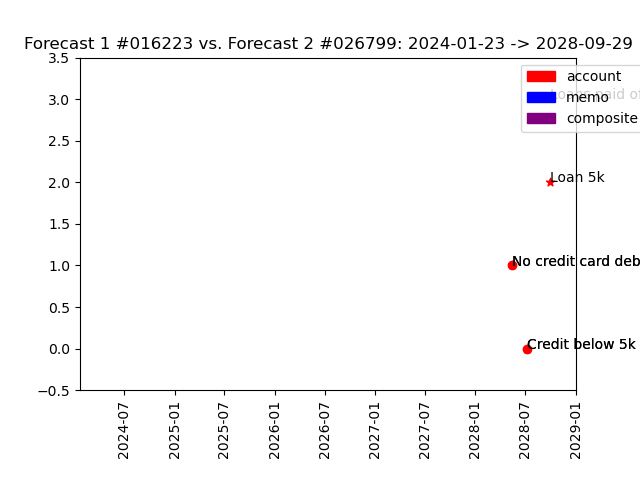 Forecast 1 #016223 vs. Forecast 2 #026799: 2024-01-23 -> 2028-09-29
3.5
3.0
2.5
2.0
1.5
1.0
0.5
0.0
−0.5
account
memo
composite
Loans paid of
Loan 5k
No credit card deb
Credit below 5k
2024-07
2025-01
2025-07
2026-01
2026-07
2027-01
2027-07
2028-01
2028-07
2029-01